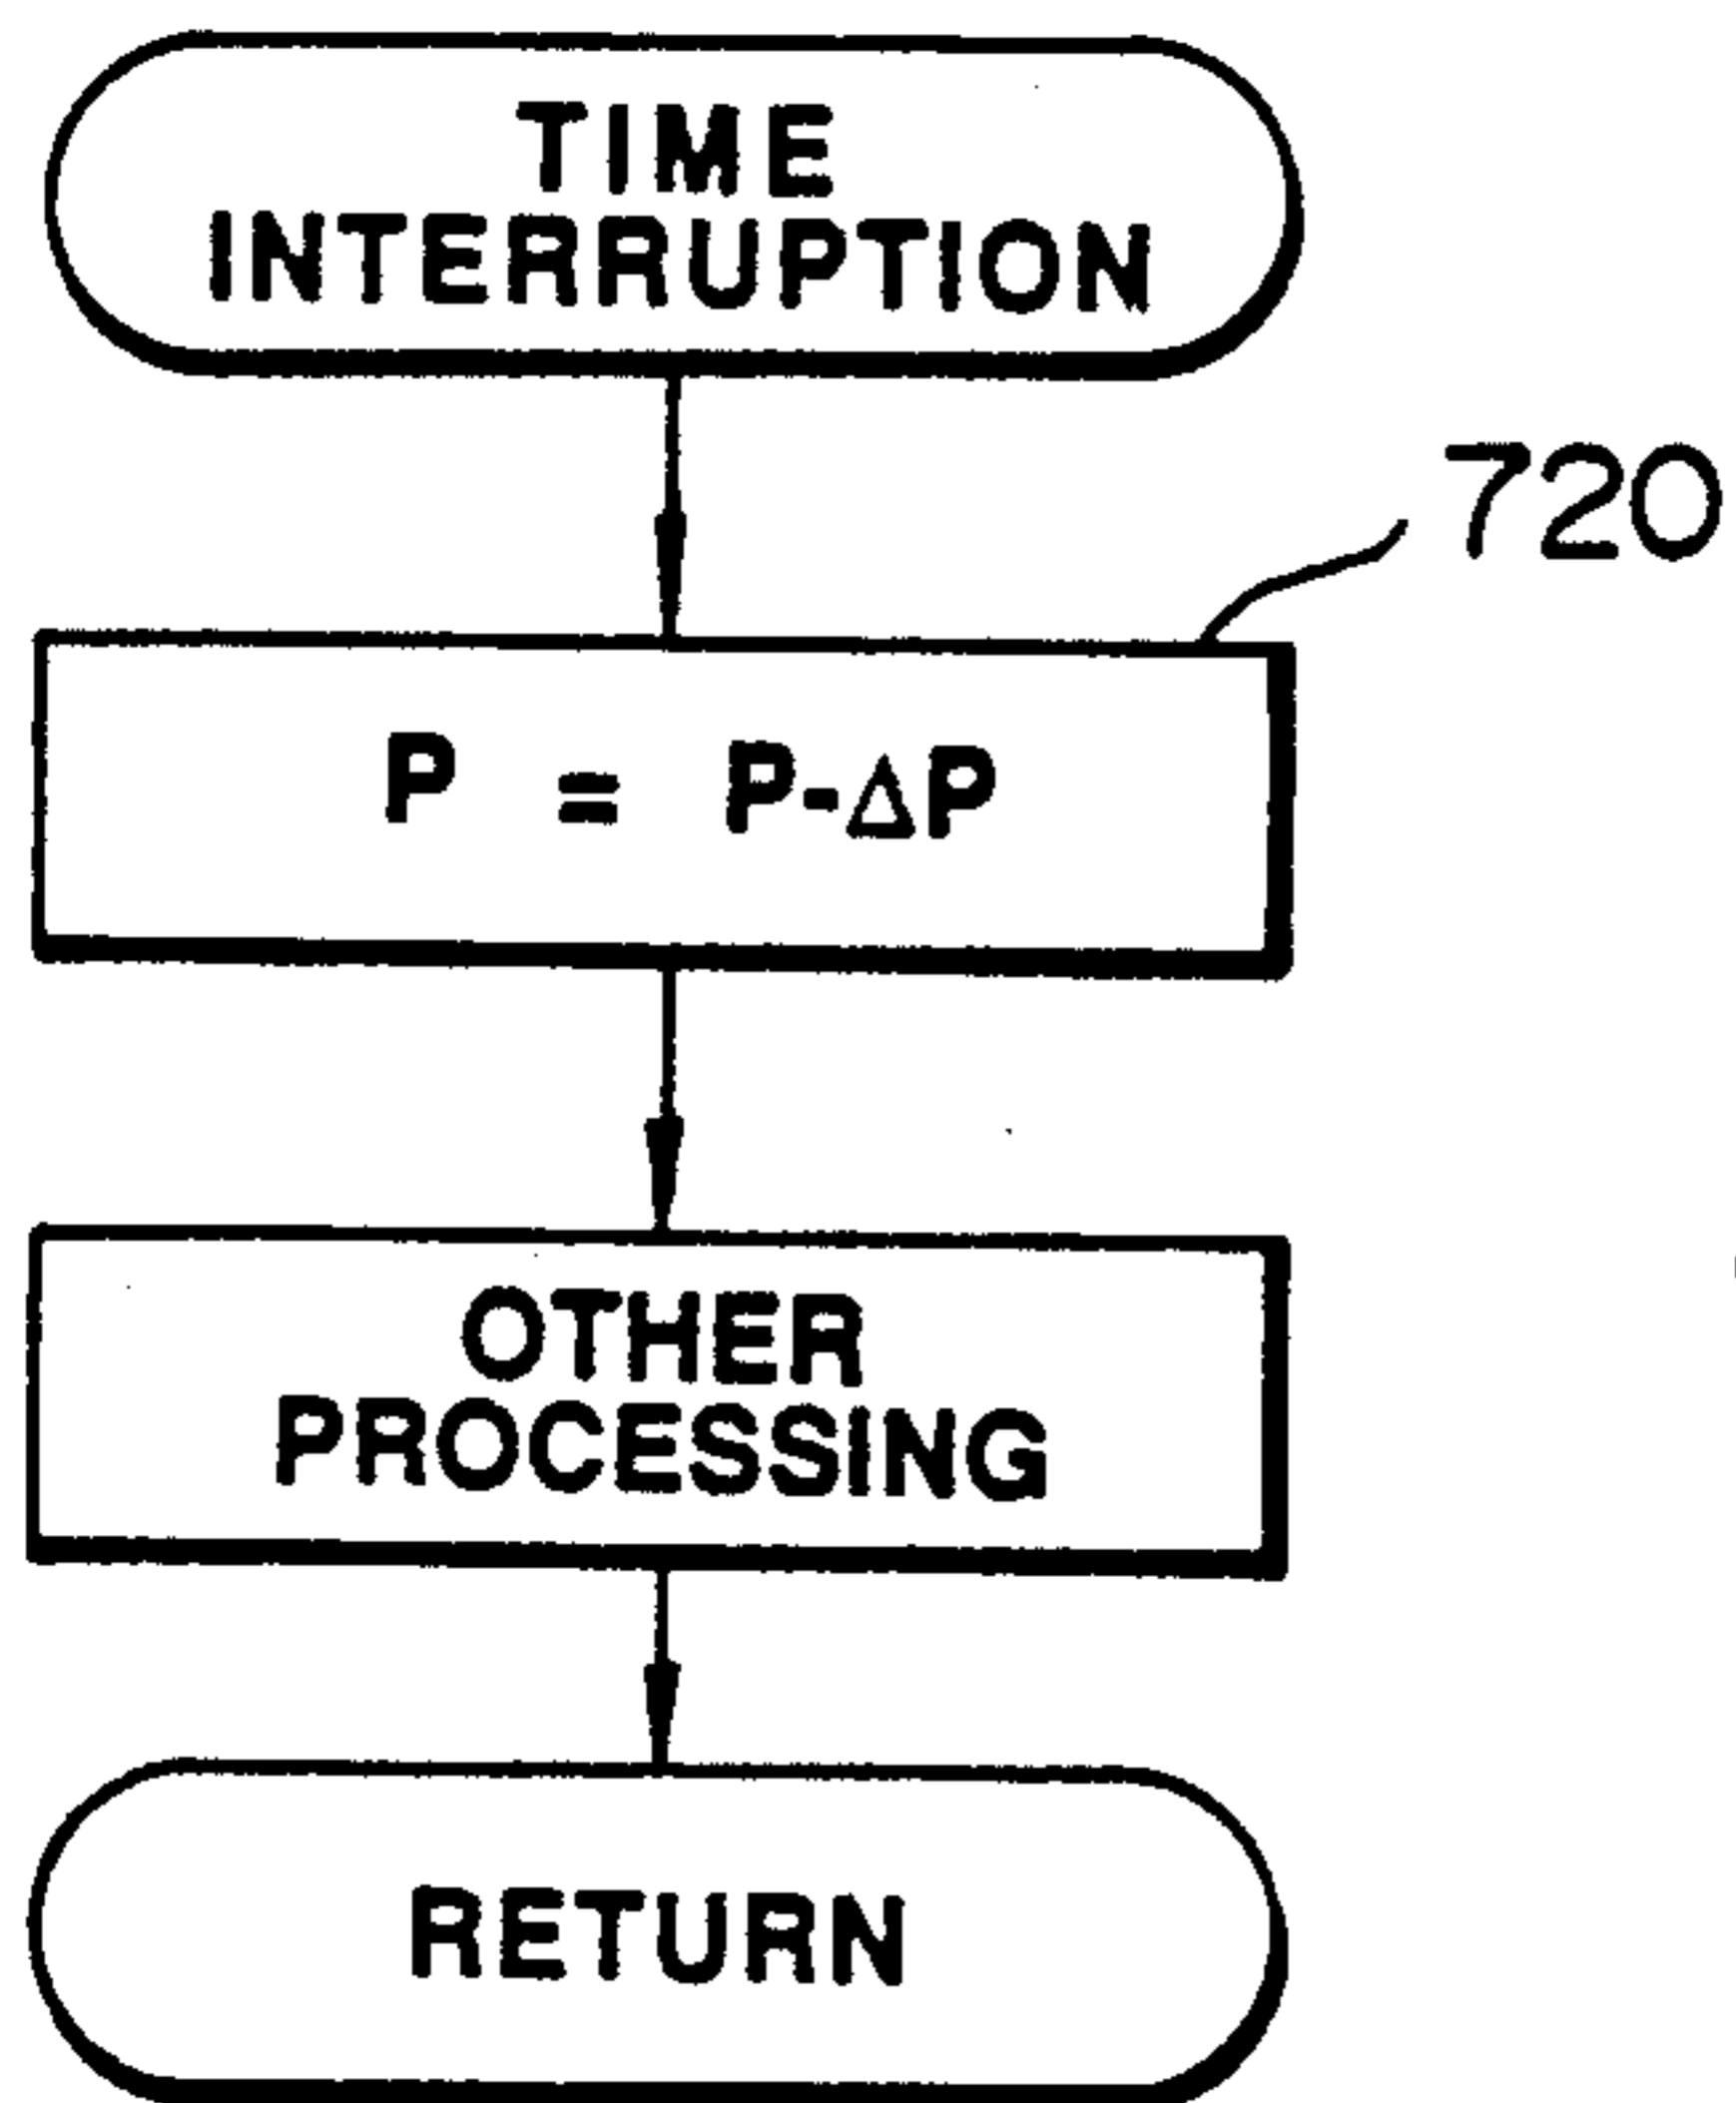 TIME
INTERRUPTION
720
P = P-ΔP
OTHER
PROCESSING
RETURN